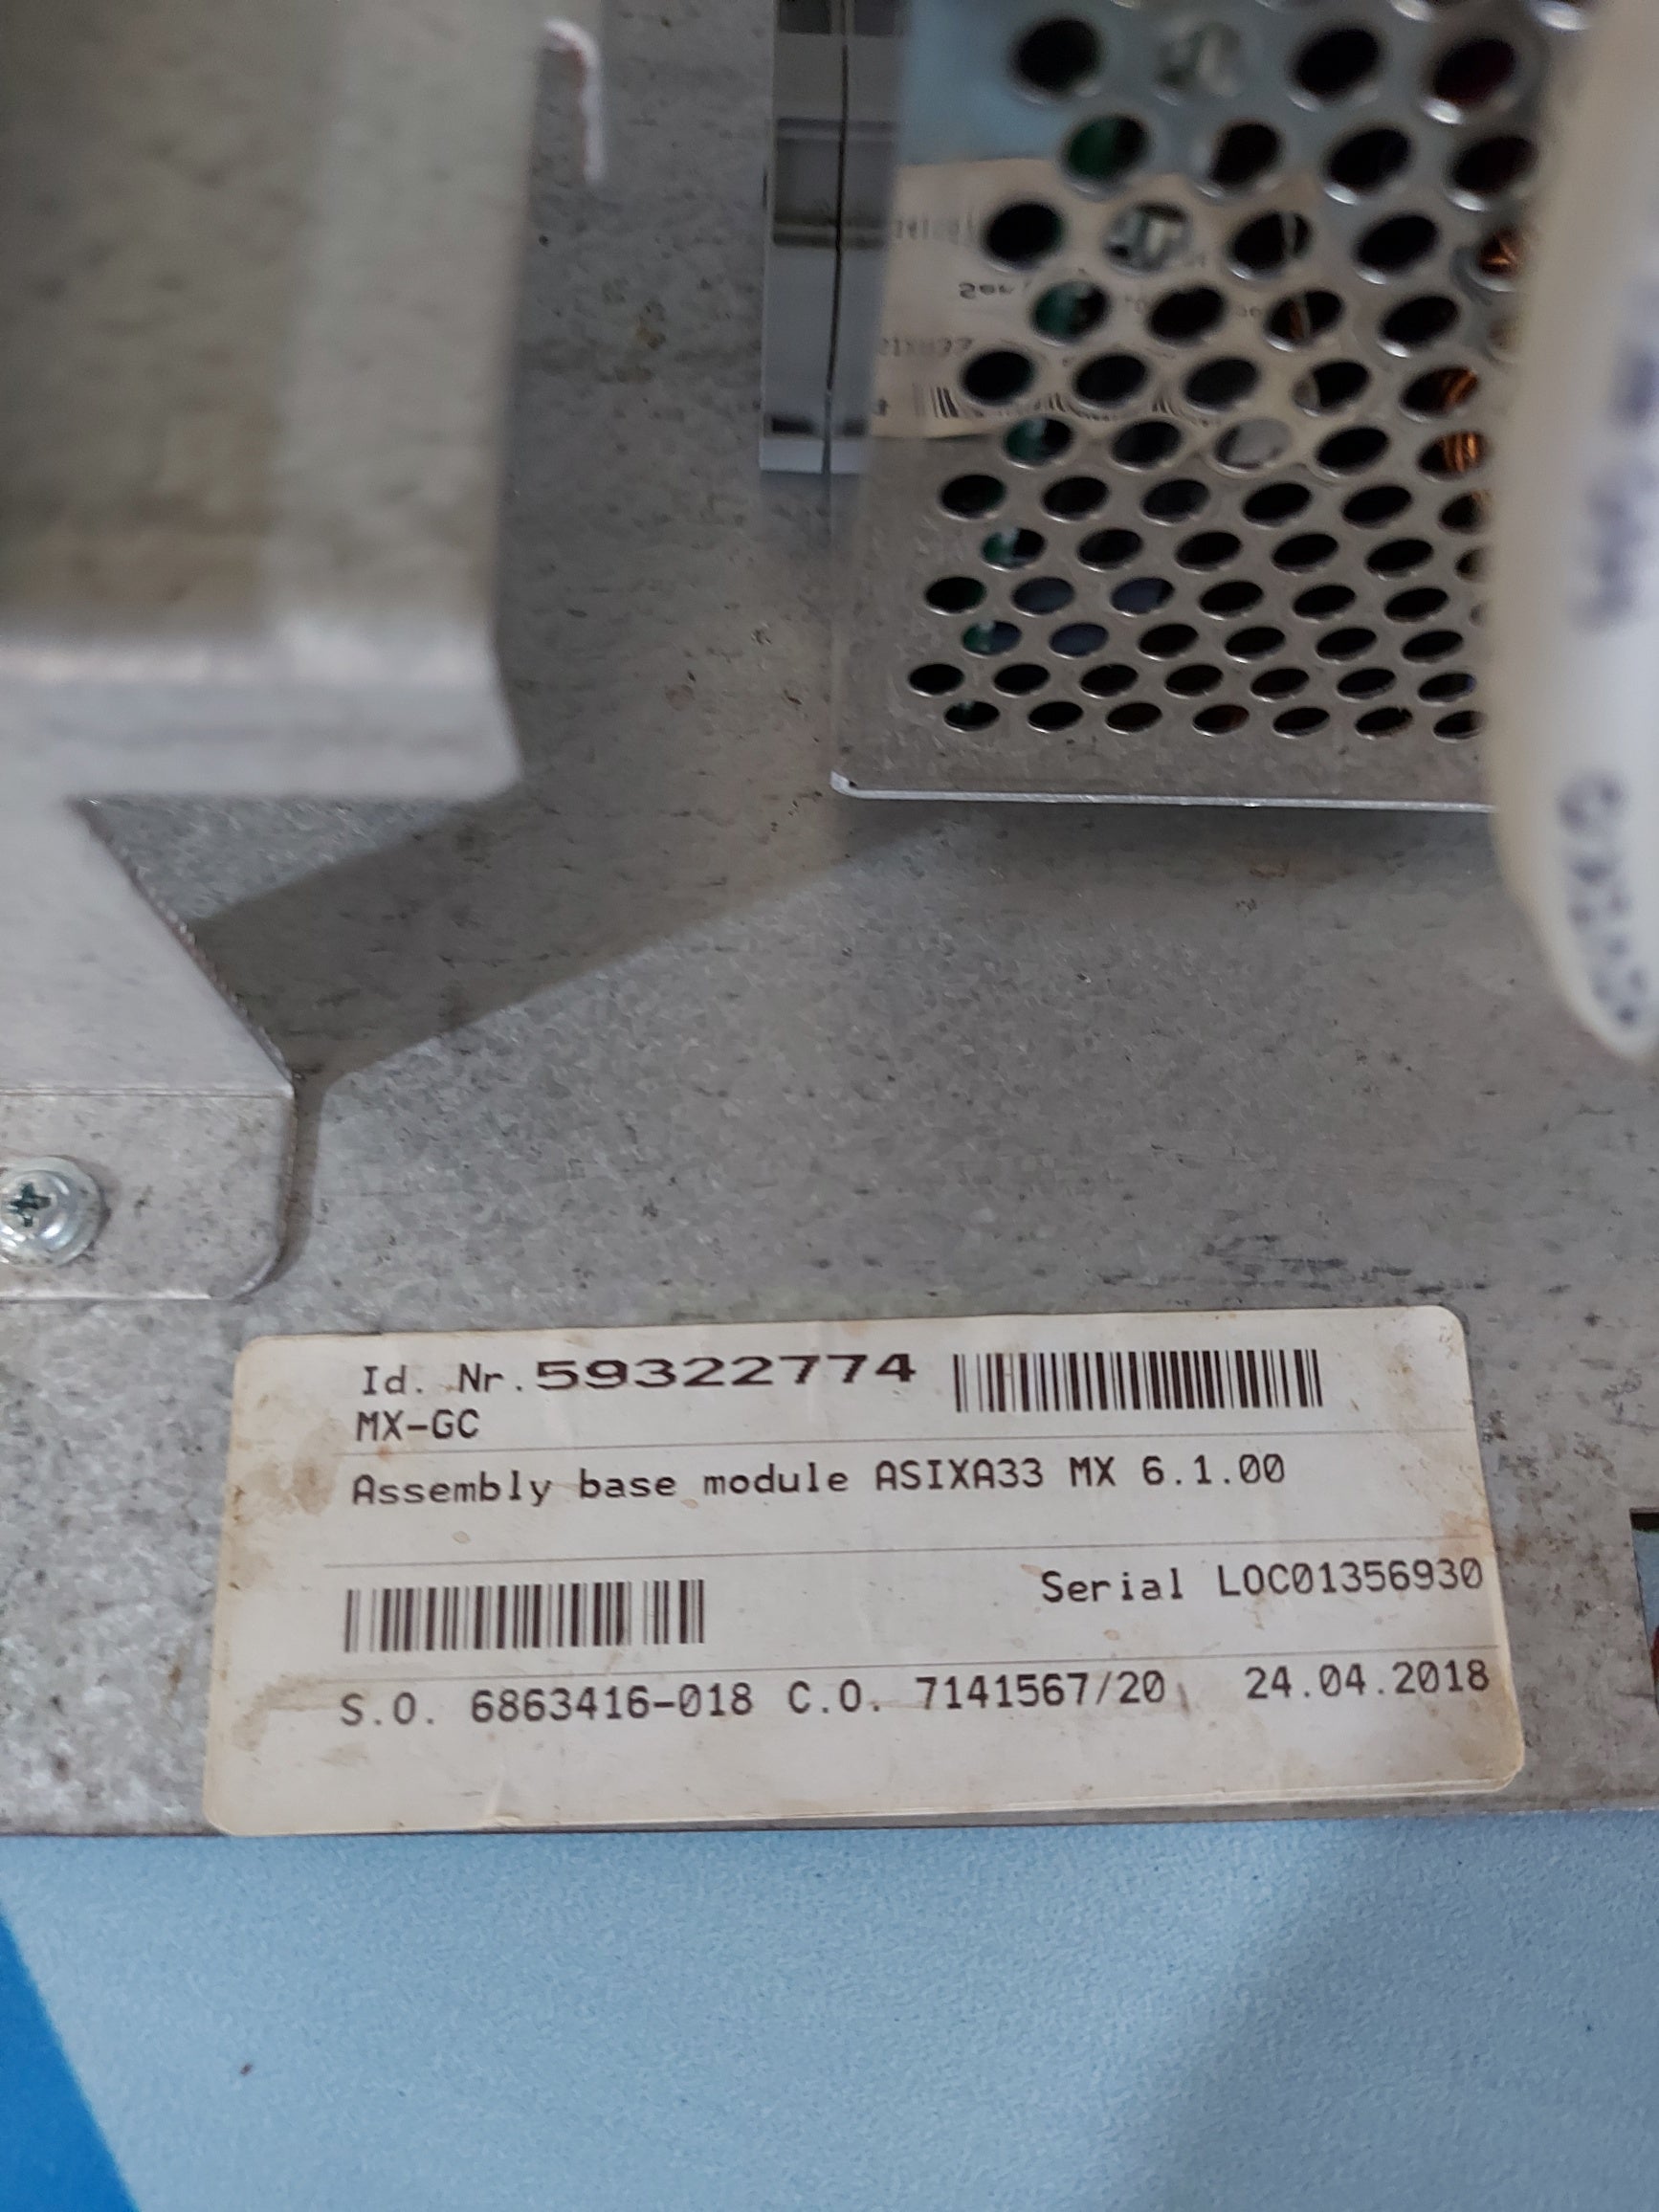 Id. Nr. 59322774
MX-GC
Assembly base module ASIXA33 MX 6.1.00
Serial LOC01356930
S.O. 6863416-018 C.O. 7141567/20 24.04.2018